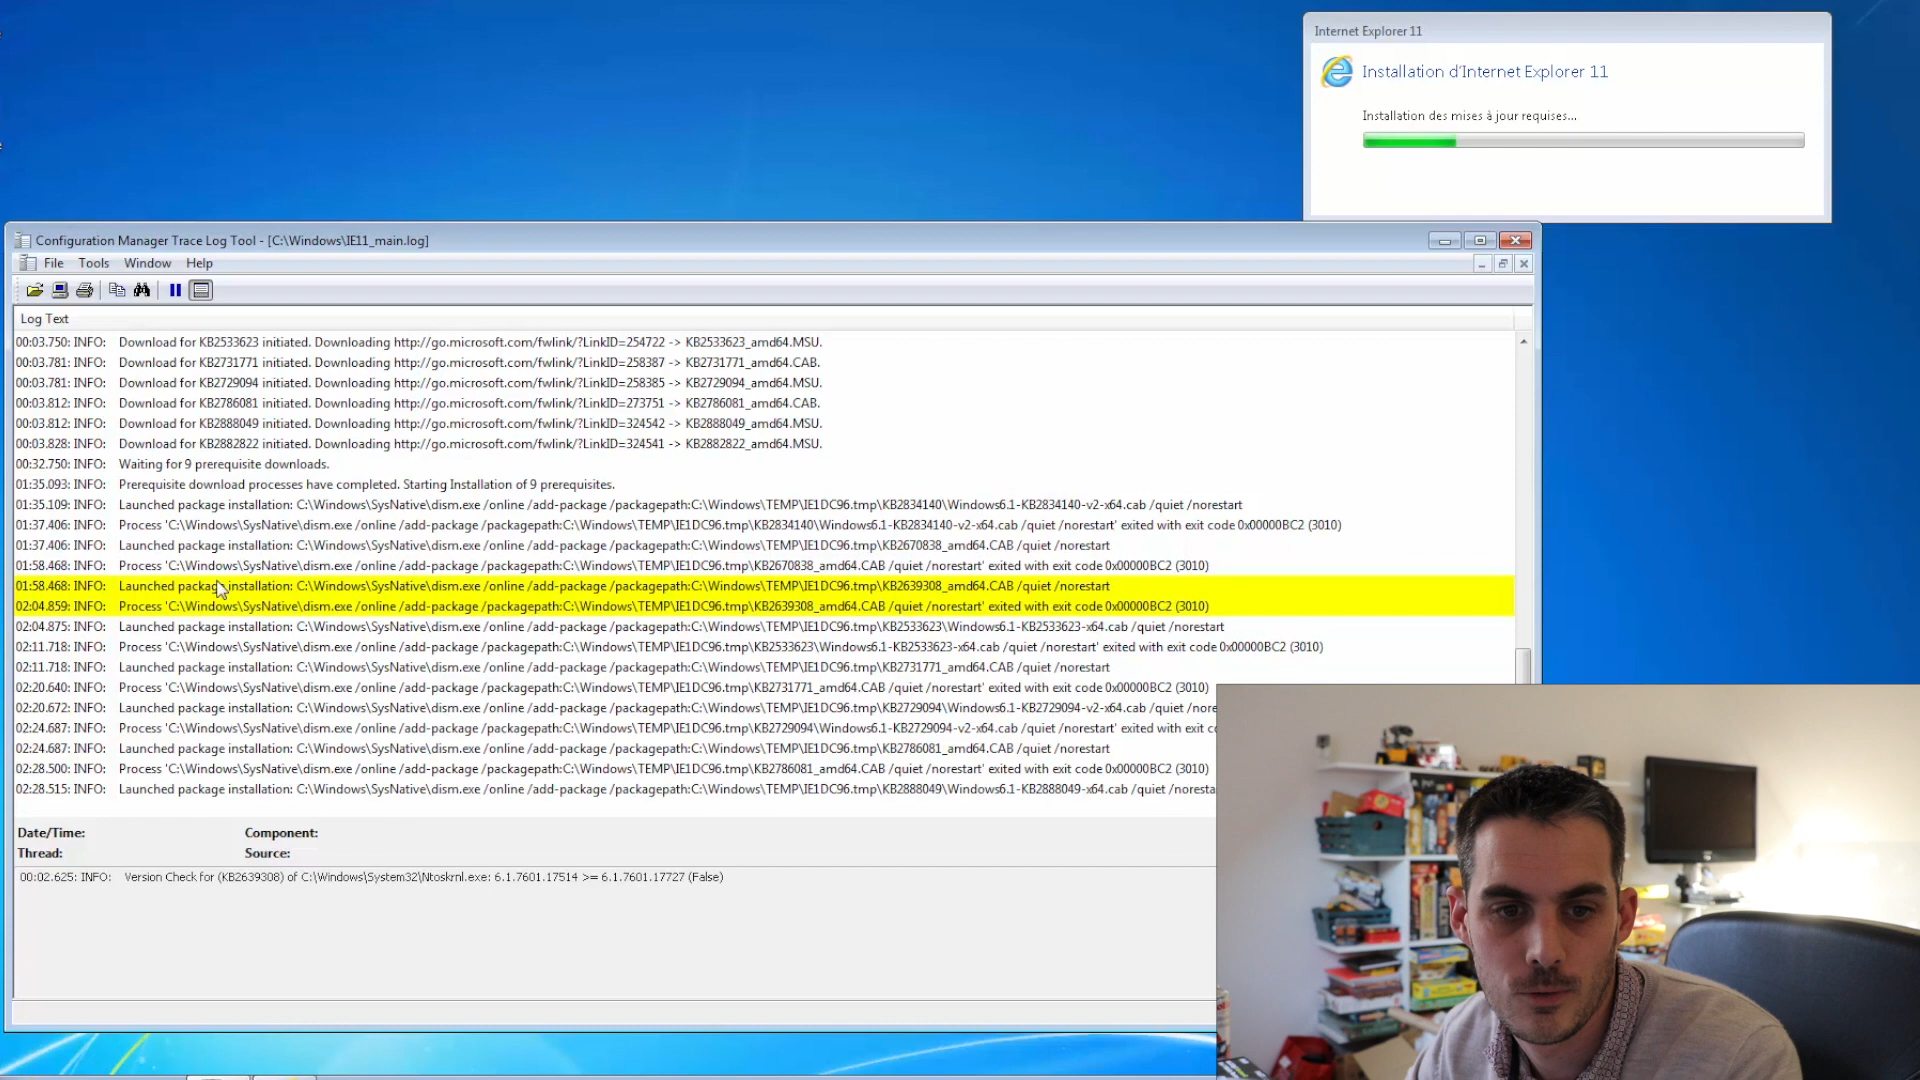 Internet Explorer 11
Installation d'Internet Explorer 11
Installation des mises à jour requises...
Configuration Manager Trace Log Tool - [C:\Windows\IE11_main.log]
File Tools Window Help
Log Text
00:03.750: INFO: Download for KB2533623 initiated. Downloading http://go.microsoft.com/fwlink/?LinkID=254722 -> KB2533623_amd64.MSU.
00:03.781: INFO: Download for KB2731771 initiated. Downloading http://go.microsoft.com/fwlink/?LinkID=258387 -> KB2731771_amd64.CAB.
00:03.781: INFO: Download for KB2729094 initiated. Downloading http://go.microsoft.com/fwlink/?LinkID=258385 -> KB2729094_amd64.MSU.
00:03.812: INFO: Download for KB2786081 initiated. Downloading http://go.microsoft.com/fwlink/?LinkID=273751 -> KB2786081_amd64.CAB.
00:03.812: INFO: Download for KB2888049 initiated. Downloading http://go.microsoft.com/fwlink/?LinkID=324542 -> KB2888049_amd64.MSU.
00:03.828: INFO: Download for KB2882822 initiated. Downloading http://go.microsoft.com/fwlink/?LinkID=324541 -> KB2882822_amd64.MSU.
00:32.750: INFO: Waiting for 9 prerequisite downloads.
01:35.093: INFO: Prerequisite download processes have completed. Starting Installation of 9 prerequisites.
01:35.109: INFO: Launched package installation: C:\Windows\SysNative\dism.exe /online /add-package /packagepath:C:\Windows\TEMP\IE1DC96.tmp\KB2834140\Windows6.1-KB2834140-v2-x64.cab /quiet /norestart
01:37.406: INFO: Process 'C:\Windows\SysNative\dism.exe /online /add-package /packagepath:C:\Windows\TEMP\IE1DC96.tmp\KB2834140\Windows6.1-KB2834140-v2-x64.cab /quiet /norestart' exited with exit code 0x00000BC2 (3010)
01:37.406: INFO: Launched package installation: C:\Windows\SysNative\dism.exe /online /add-package /packagepath:C:\Windows\TEMP\IE1DC96.tmp\KB2670838_amd64.CAB /quiet /norestart
01:58.468: INFO: Process 'C:\Windows\SysNative\dism.exe /online /add-package /packagepath:C:\Windows\TEMP\IE1DC96.tmp\KB2670838_amd64.CAB /quiet /norestart' exited with exit code 0x00000BC2 (3010)
01:58.468: INFO: Launched package installation: C:\Windows\SysNative\dism.exe /online /add-package /packagepath:C:\Windows\TEMP\IE1DC96.tmp\KB2639308_amd64.CAB /quiet /norestart
02:04.859: INFO: Process 'C:\Windows\SysNative\dism.exe /online /add-package /packagepath:C:\Windows\TEMP\IE1DC96.tmp\KB2639308_amd64.CAB /quiet /norestart' exited with exit code 0x00000BC2 (3010)
02:04.875: INFO: Launched package installation: C:\Windows\SysNative\dism.exe /online /add-package /packagepath:C:\Windows\TEMP\IE1DC96.tmp\KB2533623\Windows6.1-KB2533623-x64.cab /quiet /norestart
02:11.718: INFO: Process 'C:\Windows\SysNative\dism.exe /online /add-package /packagepath:C:\Windows\TEMP\IE1DC96.tmp\KB2533623\Windows6.1-KB2533623-x64.cab /quiet /norestart' exited with exit code 0x00000BC2 (3010)
02:11.718: INFO: Launched package installation: C:\Windows\SysNative\dism.exe /online /add-package /packagepath:C:\Windows\TEMP\IE1DC96.tmp\KB2731771_amd64.CAB /quiet /norestart
02:20.640: INFO: Process 'C:\Windows\SysNative\dism.exe /online /add-package /packagepath:C:\Windows\TEMP\IE1DC96.tmp\KB2731771_amd64.CAB /quiet /norestart' exited with exit code 0x00000BC2 (3010)
02:20.672: INFO: Launched package installation: C:\Windows\SysNative\dism.exe /online /add-package /packagepath:C:\Windows\TEMP\IE1DC96.tmp\KB2729094\Windows6.1-KB2729094-v2-x64.cab /quiet /nore
02:24.687: INFO: Process 'C:\Windows\SysNative\dism.exe /online /add-package /packagepath:C:\Windows\TEMP\IE1DC96.tmp\KB2729094\Windows6.1-KB2729094-v2-x64.cab /quiet /norestart' exited with exit c
02:24.687: INFO: Launched package installation: C:\Windows\SysNative\dism.exe /online /add-package /packagepath:C:\Windows\TEMP\IE1DC96.tmp\KB2786081_amd64.CAB /quiet /norestart
02:28.500: INFO: Process 'C:\Windows\SysNative\dism.exe /online /add-package /packagepath:C:\Windows\TEMP\IE1DC96.tmp\KB2786081_amd64.CAB /quiet /norestart' exited with exit code 0x00000BC2 (3010)
02:28.515: INFO: Launched package installation: C:\Windows\SysNative\dism.exe /online /add-package /packagepath:C:\Windows\TEMP\IE1DC96.tmp\KB2888049\Windows6.1-KB2888049-x64.cab /quiet /noresta
Date/Time: Component:
Thread: Source:
00:02.625: INFO: Version Check for (KB2639308) of C:\Windows\System32\Ntoskrnl.exe: 6.1.7601.17514 >= 6.1.7601.17727 (False)